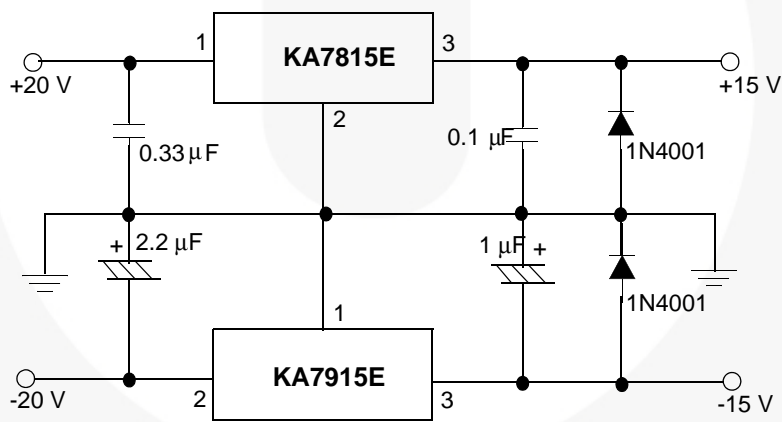 1
KA7815E
3
+20 V
+15 V
2
0.33 μF
0.1 μF
1N4001
+
2.2 μF
1 μF
+
1N4001
1
KA7915E
-20 V
2
3
-15 V